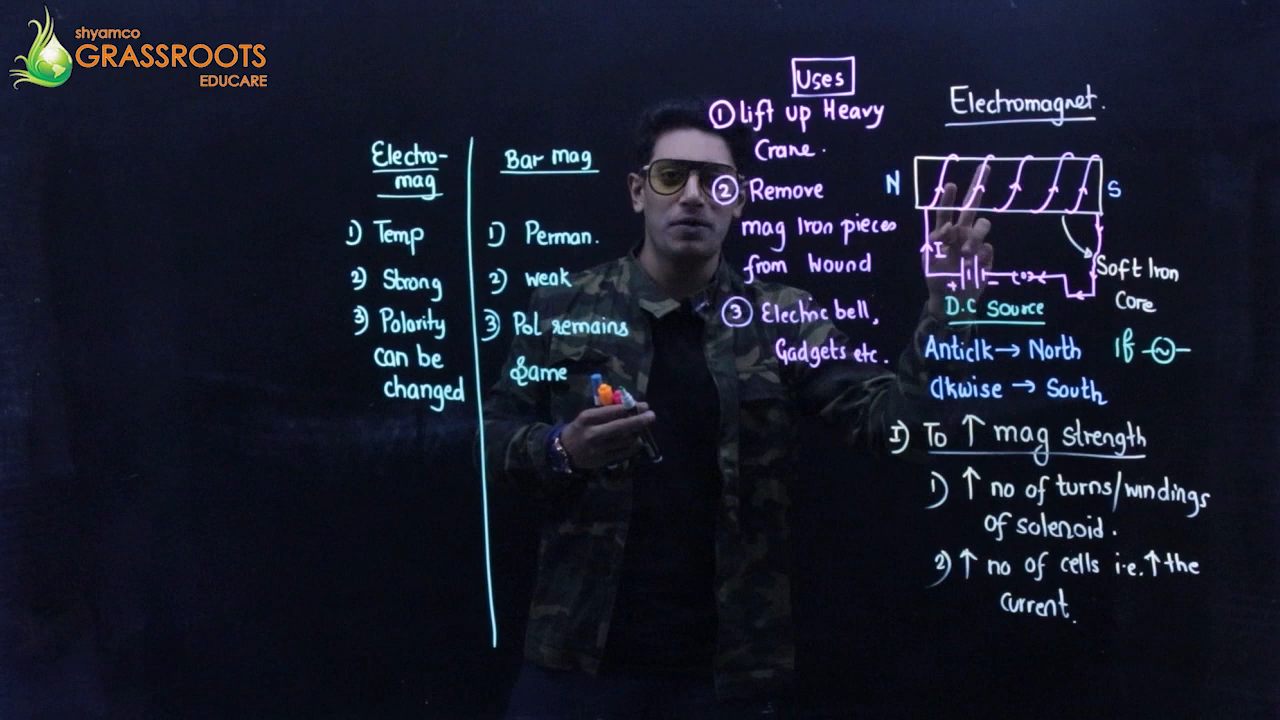 shyamco
GRASSROOTS
EDUCARE
Electro-
mag
1) Temp
2) Strong
3) Polarity
can be
changed
Bar mag
1) Perman.
2) weak
3) Pol remains
Same
Uses
① lift up Heavy
Crane.
② Remove
mag Iron pieces
from wound
③ Electric bell,
Gadgets etc.
Electromagnet.
N S
I
+ −
Soft Iron
Core
D.C Source
Anticlk → North
Clkwise → South
If
I) To ↑ mag strength
1) ↑ no of turns/windings
of solenoid.
2) ↑ no of cells i.e. ↑ the
current.